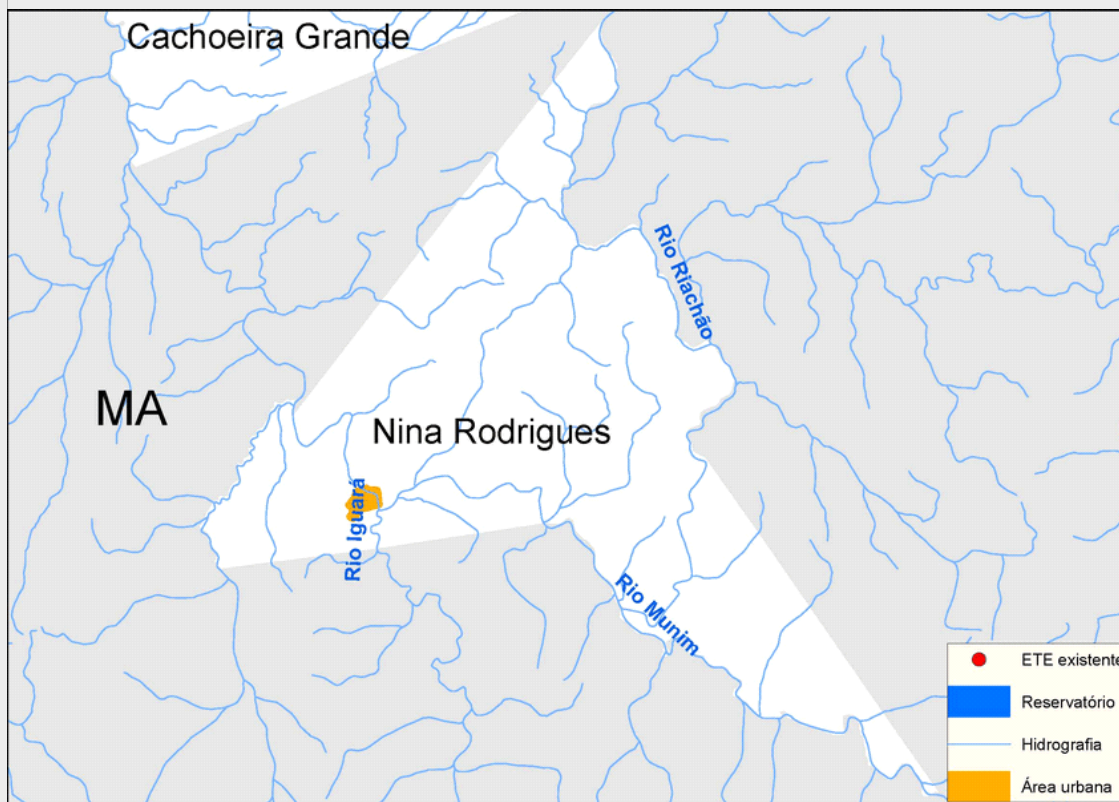 Cachoeira Grande
Rio Riachão
MA
Nina Rodrigues
Rio Iguará
Rio Munim
ETE existente
Reservatório
Hidrografia
Área urbana